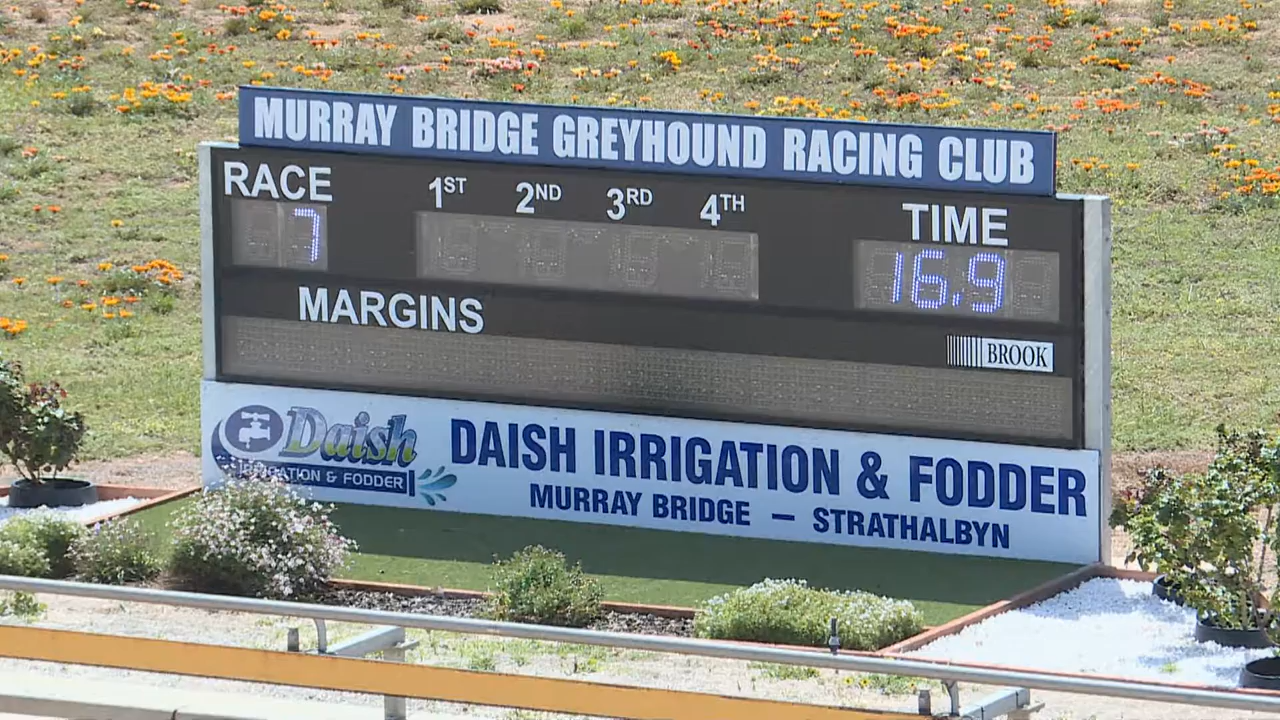 MURRAY BRIDGE GREYHOUND RACING CLUB
RACE 1ST 2ND 3RD 4TH TIME
7 16.9
MARGINS
BROOK
Daish
IRRIGATION & FODDER
DAISH IRRIGATION & FODDER
MURRAY BRIDGE — STRATHALBYN